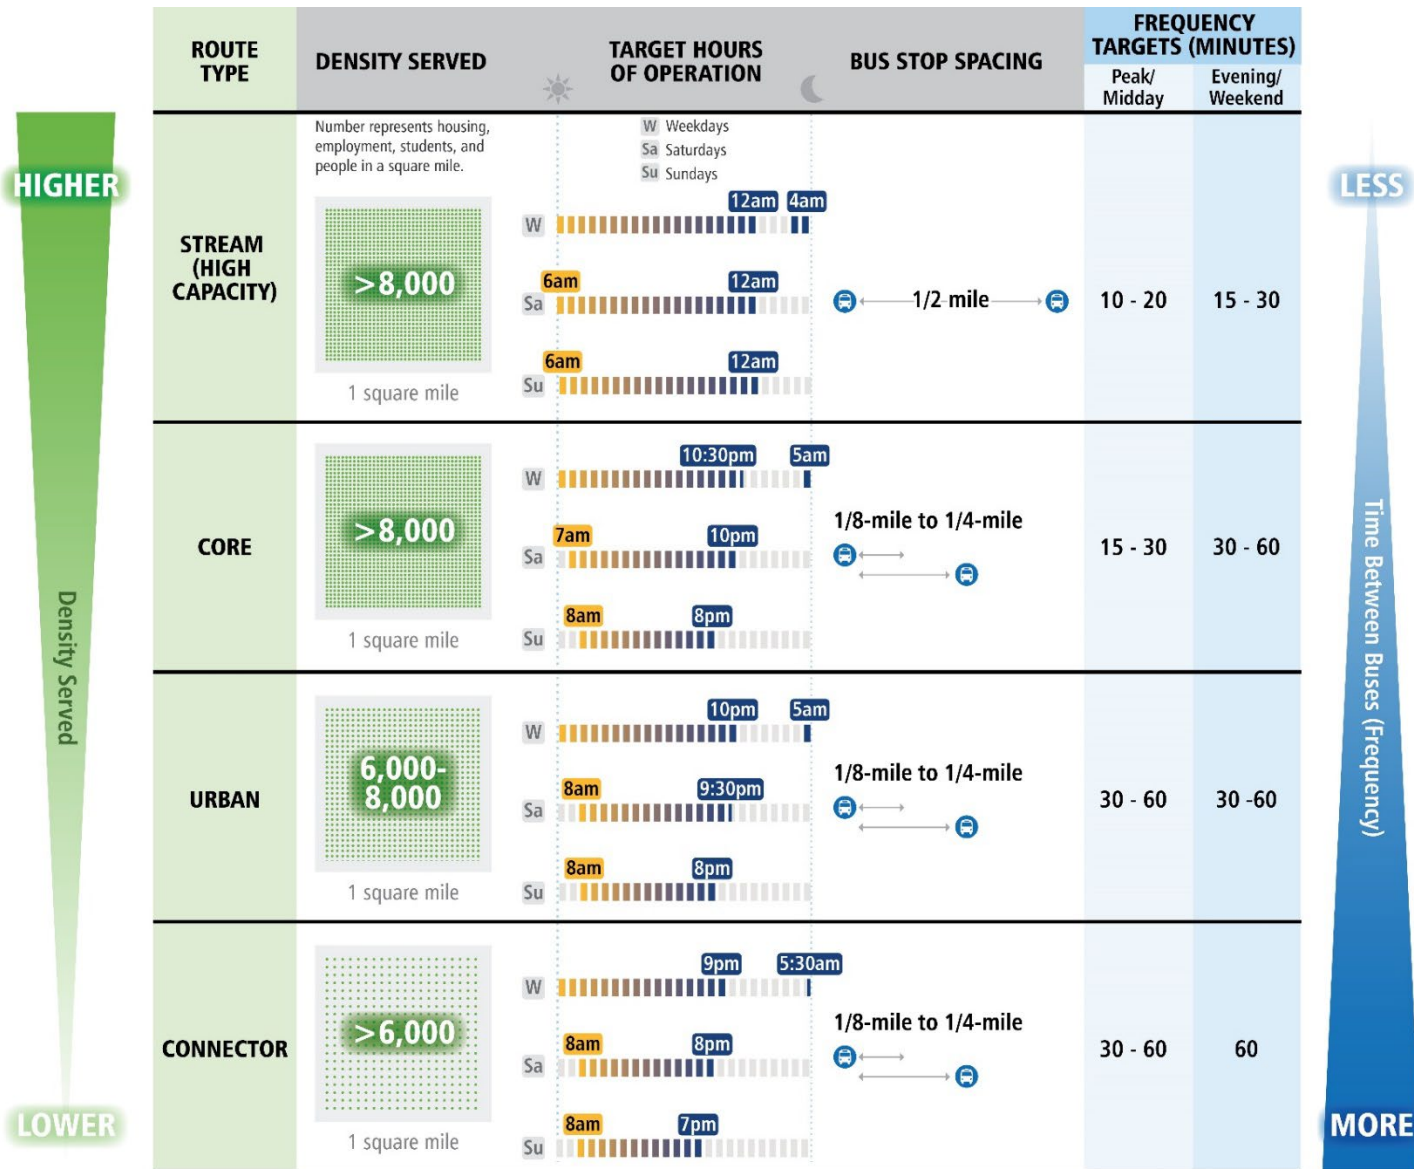 ROUTE
TYPE
DENSITY SERVED
TARGET HOURS
OF OPERATION
BUS STOP SPACING
FREQUENCY
TARGETS (MINUTES)
Peak/
Midday
Evening/
Weekend
HIGHER
Density Served
LOWER
LESS
Time Between Buses (Frequency)
MORE
Number represents housing,
employment, students, and
people in a square mile.
W Weekdays
Sa Saturdays
Su Sundays
STREAM
(HIGH
CAPACITY)
>8,000
1 square mile
12am 4am
W
6am 12am
Sa
6am 12am
Su
1/2 mile
10 - 20
15 - 30
CORE
>8,000
1 square mile
10:30pm 5am
W
7am 10pm
Sa
8am 8pm
Su
1/8-mile to 1/4-mile
15 - 30
30 - 60
URBAN
6,000-
8,000
1 square mile
10pm 5am
W
8am 9:30pm
Sa
8am 8pm
Su
1/8-mile to 1/4-mile
30 - 60
30 -60
CONNECTOR
>6,000
1 square mile
9pm 5:30am
W
8am 8pm
Sa
8am 7pm
Su
1/8-mile to 1/4-mile
30 - 60
60